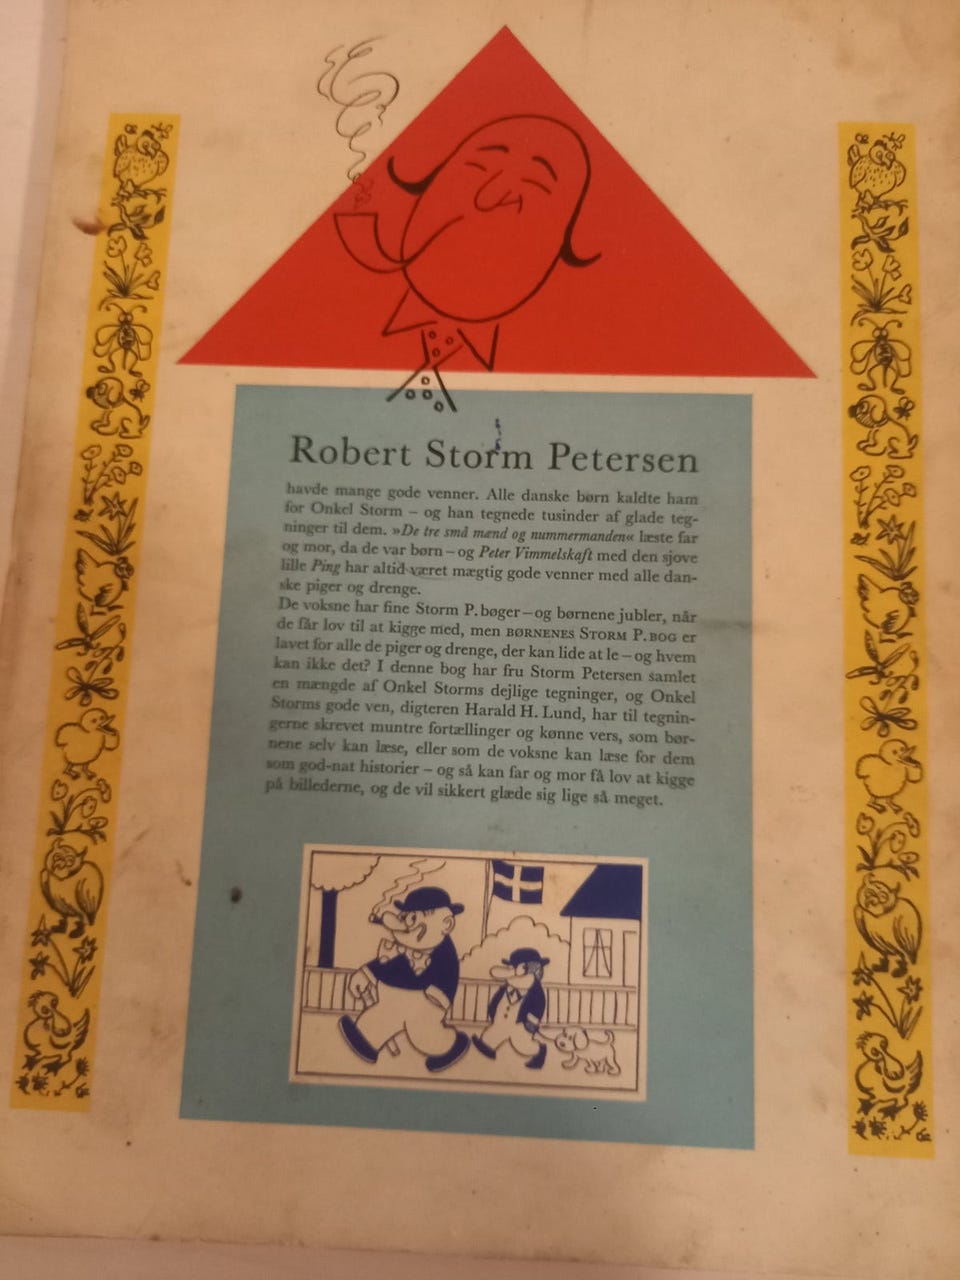 Robert Storm Petersen
havde mange gode venner. Alle danske børn kaldte ham
for Onkel Storm – og han tegnede tusinder af glade teg-
ninger til dem. »De tre små mænd og nummermanden« læste far
og mor, da de var børn – og Peter Vimmelskaft med den sjove
lille Ping har altid været mægtig gode venner med alle dan-
ske piger og drenge.
De voksne har fine Storm P. bøger – og børnene jubler, når
de får lov til at kigge med, men BØRNENES STORM P. BOG er
lavet for alle de piger og drenge, der kan lide at le – og hvem
kan ikke det? I denne bog har fru Storm Petersen samlet
en mængde af Onkel Storms dejlige tegninger, og Onkel
Storms gode ven, digteren Harald H. Lund, har til tegnin-
gerne skrevet muntre fortællinger og kønne vers, som bør-
nene selv kan læse, eller som de voksne kan læse for dem
som god-nat historier – og så kan far og mor få lov at kigge
på billederne, og de vil sikkert glæde sig lige så meget.